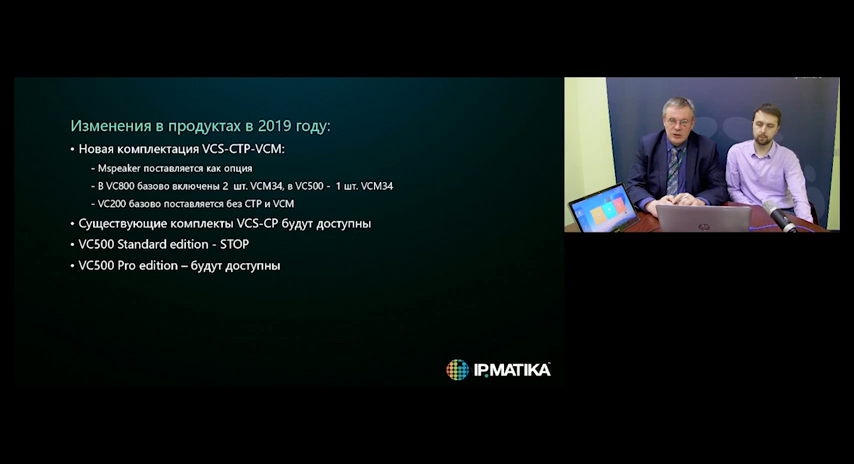 Изменения в продуктах в 2019 году:
• Новая комплектация VCS-CTP-VCM:
- Mspeaker поставляется как опция
- В VC800 базово включены 2 шт. VCM34, в VC500 - 1 шт. VCM34
- VC200 базово поставляется без CTP и VCM
• Существующие комплекты VCS-CP будут доступны
• VC500 Standard edition - STOP
• VC500 Pro edition – будут доступны
IPMATIKA™